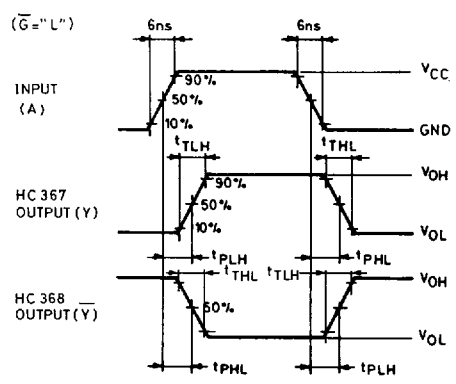 (G̅="L")
6ns 6ns
INPUT
(A)
90%
50%
10%
VCC
GND
tTLH tTHL
HC 367
OUTPUT (Y)
90%
50%
10%
VOH
VOL
tPLH tPHL
tTHL tTLH
HC 368
OUTPUT (Y̅)
50%
VOH
VOL
tPHL tPLH